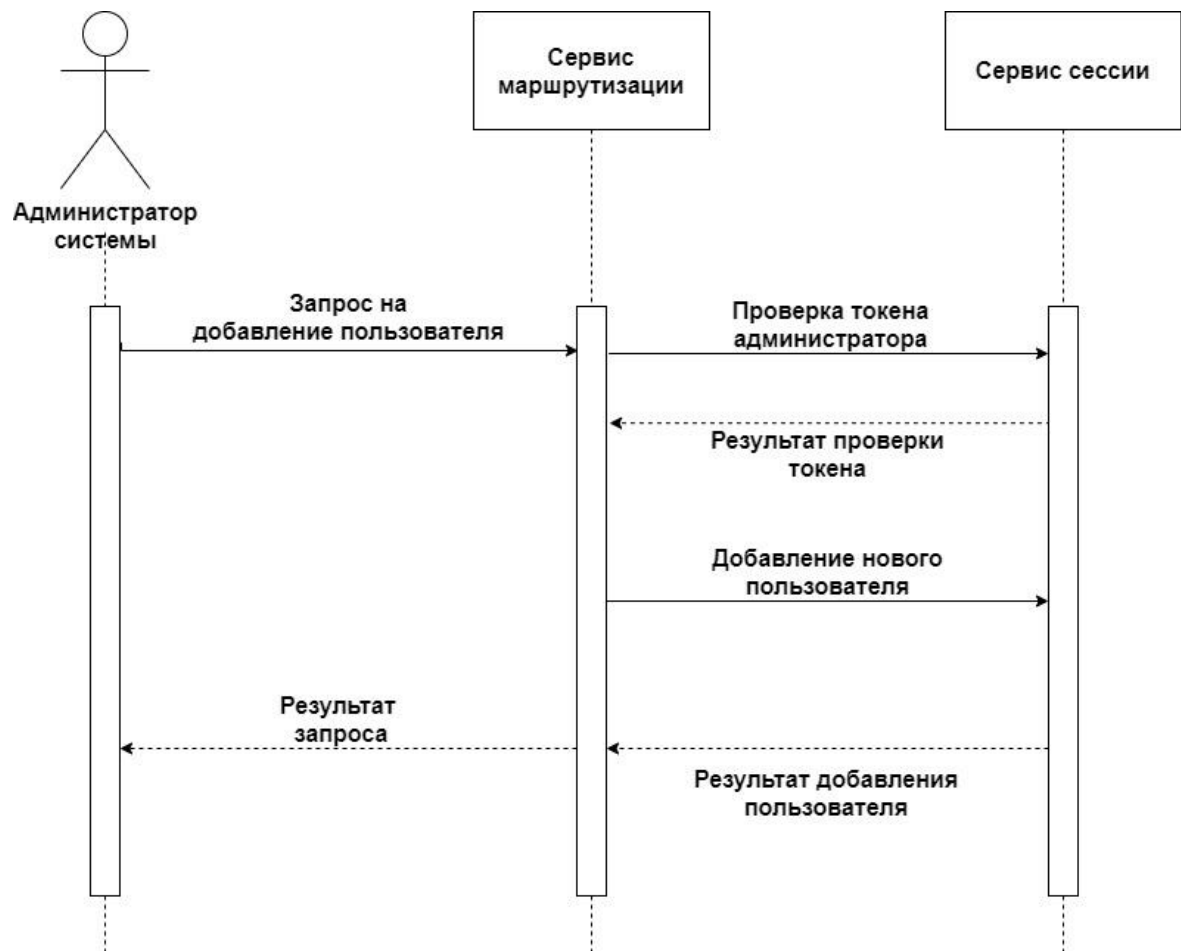 Сервис
маршрутизации
Сервис сессии
Администратор
системы
Запрос на
добавление пользователя
Проверка токена
администратора
Результат проверки
токена
Добавление нового
пользователя
Результат
запроса
Результат добавления
пользователя